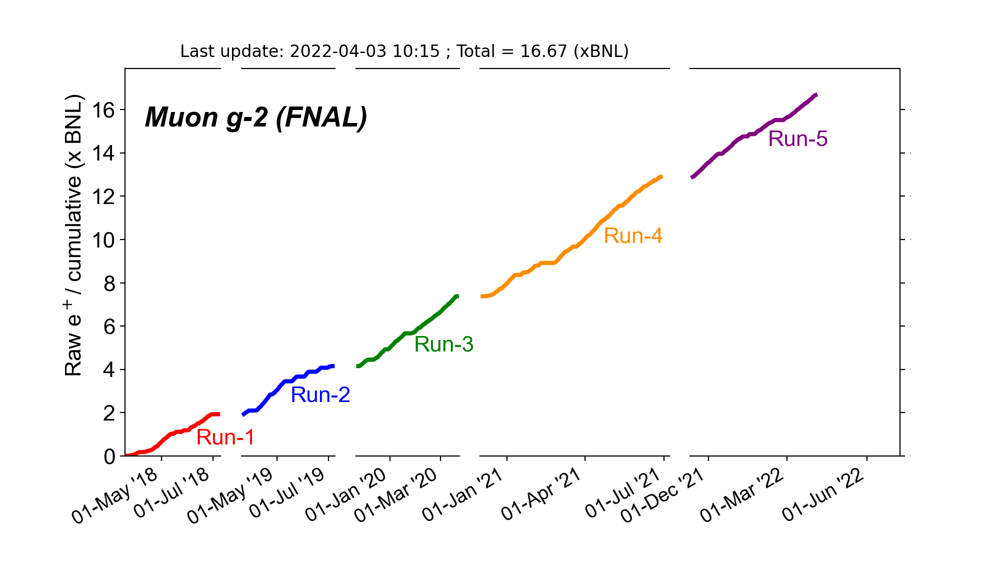 Last update: 2022-04-03 10:15 ; Total = 16.67 (xBNL)
Muon g-2 (FNAL)
Raw e + / cumulative (x BNL)
16
14
12
10
8
6
4
2
0
Run-1
Run-2
Run-3
Run-4
Run-5
01-May '18
01-Jul '18
01-May '19
01-Jul '19
01-Jan '20
01-Mar '20
01-Jan '21
01-Apr '21
01-Jul '21
01-Dec '21
01-Mar '22
01-Jun '22